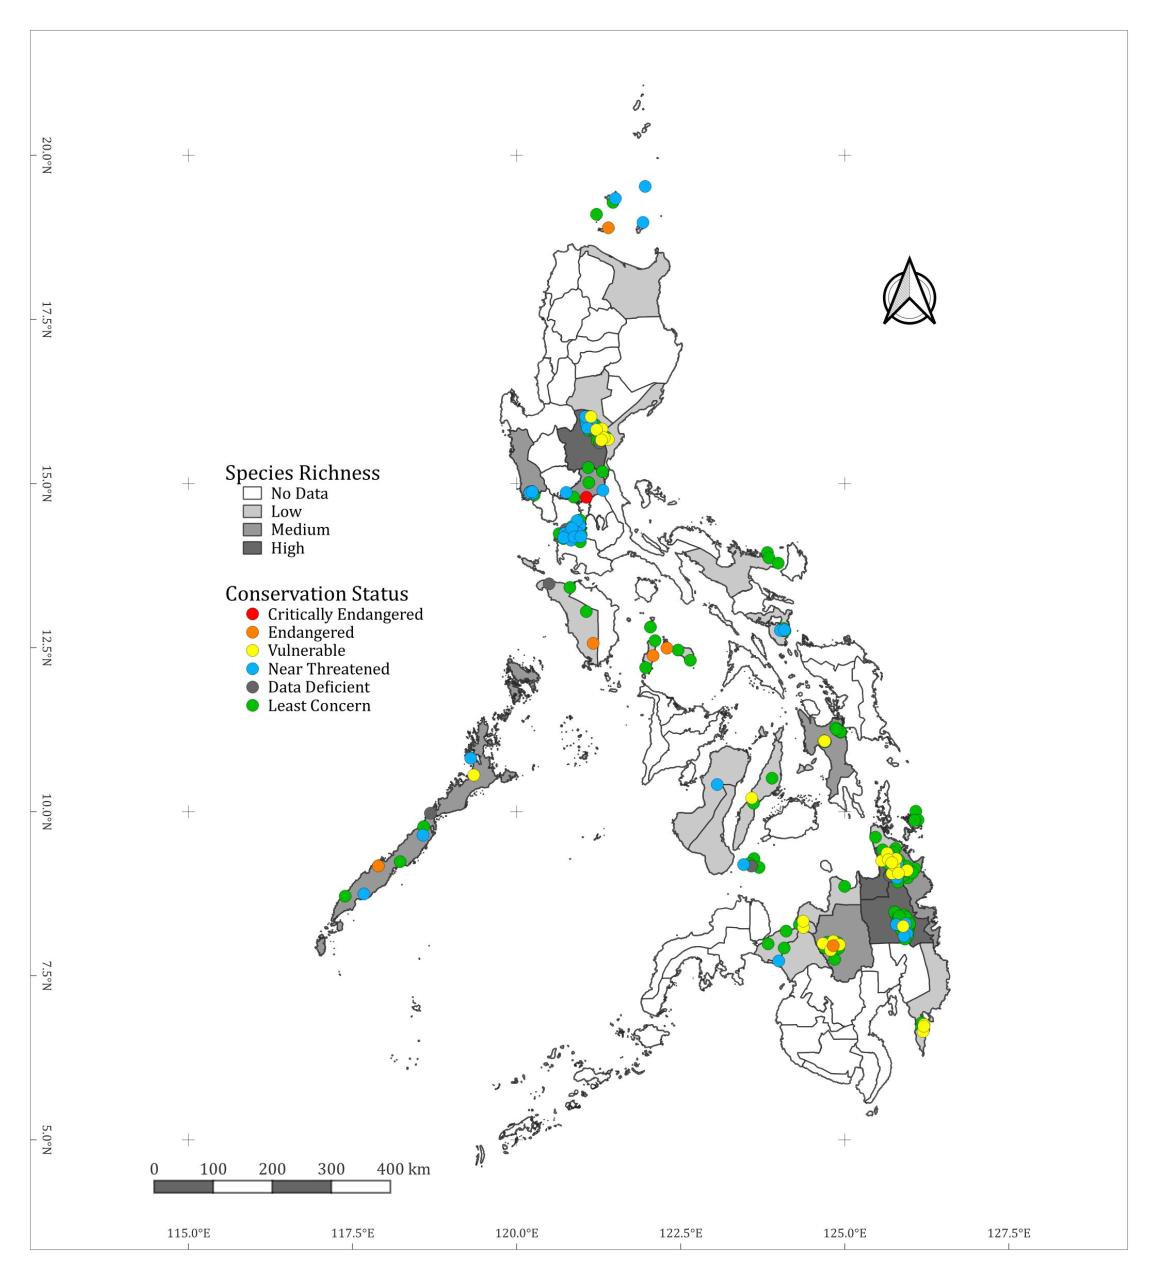 20.0°N
17.5°N
15.0°N
12.5°N
10.0°N
7.5°N
5.0°N
Species Richness
No Data
Low
Medium
High
Conservation Status
Critically Endangered
Endangered
Vulnerable
Near Threatened
Data Deficient
Least Concern
0 100 200 300 400 km
115.0°E 117.5°E 120.0°E 122.5°E 125.0°E 127.5°E